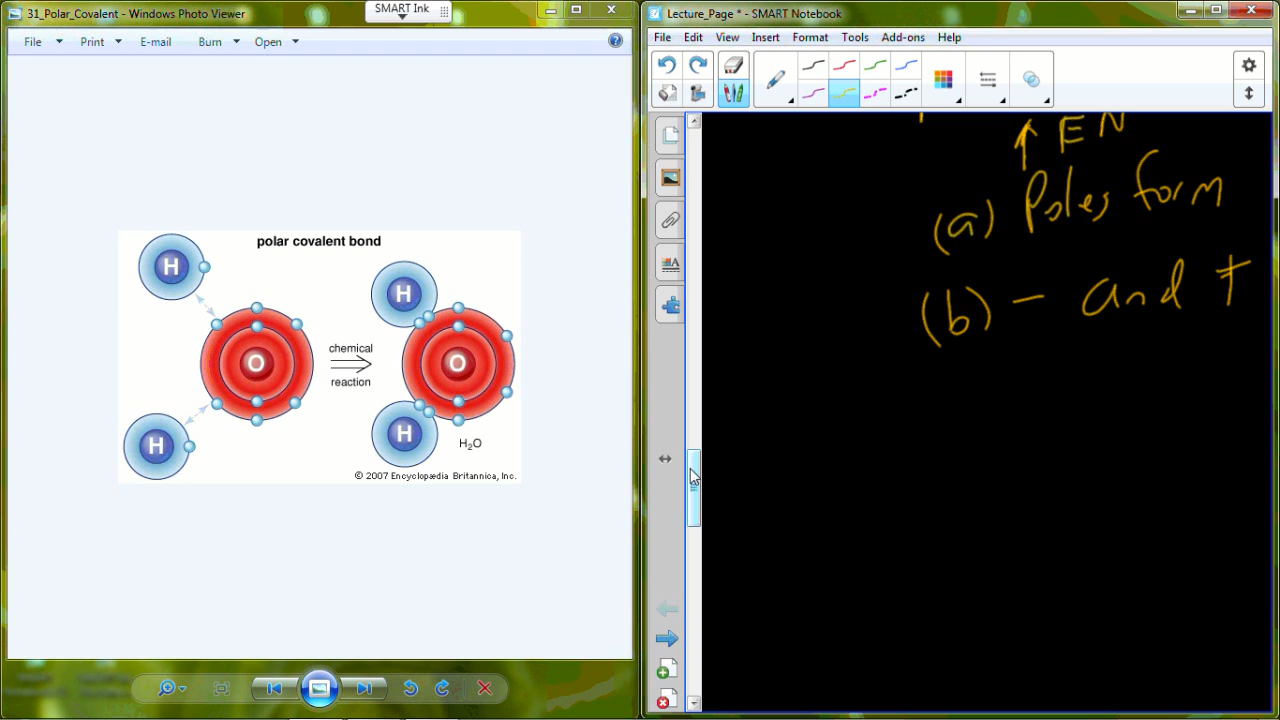 31_Polar_Covalent - Windows Photo Viewer
SMART Ink
File Print E-mail Burn Open
polar covalent bond
H
H
O
chemical
reaction
H
O
H
H₂O
© 2007 Encyclopædia Britannica, Inc.
Lecture_Page * - SMART Notebook
File Edit View Insert Format Tools Add-ons Help
↑ E N
(a) Poles form
(b) - and +